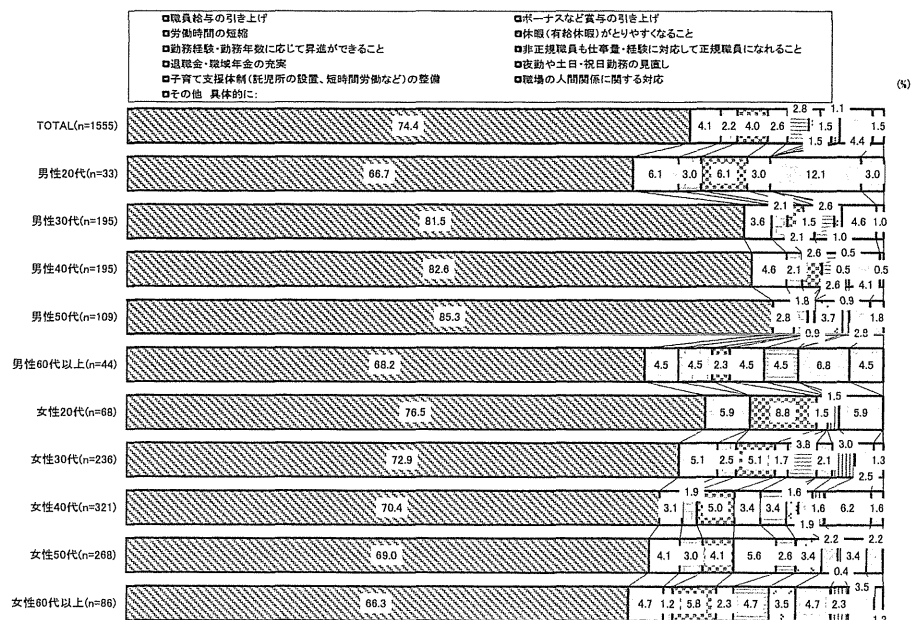 職員給与の引き上げ
ボーナスなど賞与の引き上げ
労働時間の短縮
休暇(有給休暇)がとりやすくなること
勤務経験・勤務年数に応じて昇進ができること
非正規職員も仕事量・経験に対応して正規職員になれること
退職金・職域年金の充実
夜勤や土日・祝日勤務の見直し
子育て支援体制(託児所の設置、短時間労働など)の整備
職場の人間関係に関する対応
その他 具体的に:
(%)
TOTAL(n=1555) 74.4 4.1 2.2 4.0 2.6 2.8 1.5 1.5 1.1 4.4 1.5
男性20代(n=33) 66.7 6.1 3.0 6.1 3.0 12.1 3.0
男性30代(n=195) 81.5 3.6 2.1 2.1 1.5 2.6 1.0 4.6 1.0
男性40代(n=195) 82.6 4.6 2.1 2.6 2.6 0.5 0.5 4.1 0.5
男性50代(n=109) 85.3 2.8 1.8 0.9 3.7 0.9 2.8 1.8
男性60代以上(n=44) 68.2 4.5 4.5 2.3 4.5 4.5 6.8 4.5
女性20代(n=68) 76.5 5.9 8.8 1.5 1.5 5.9
女性30代(n=236) 72.9 5.1 2.5 5.1 1.7 3.8 2.1 3.0 2.5 1.3
女性40代(n=321) 70.4 3.1 1.9 5.0 3.4 3.4 1.6 1.9 1.6 6.2 1.6
女性50代(n=268) 69.0 4.1 3.0 4.1 5.6 2.6 3.4 2.2 0.4 3.4 2.2
女性60代以上(n=86) 66.3 4.7 1.2 5.8 2.3 4.7 3.5 4.7 2.3 3.5